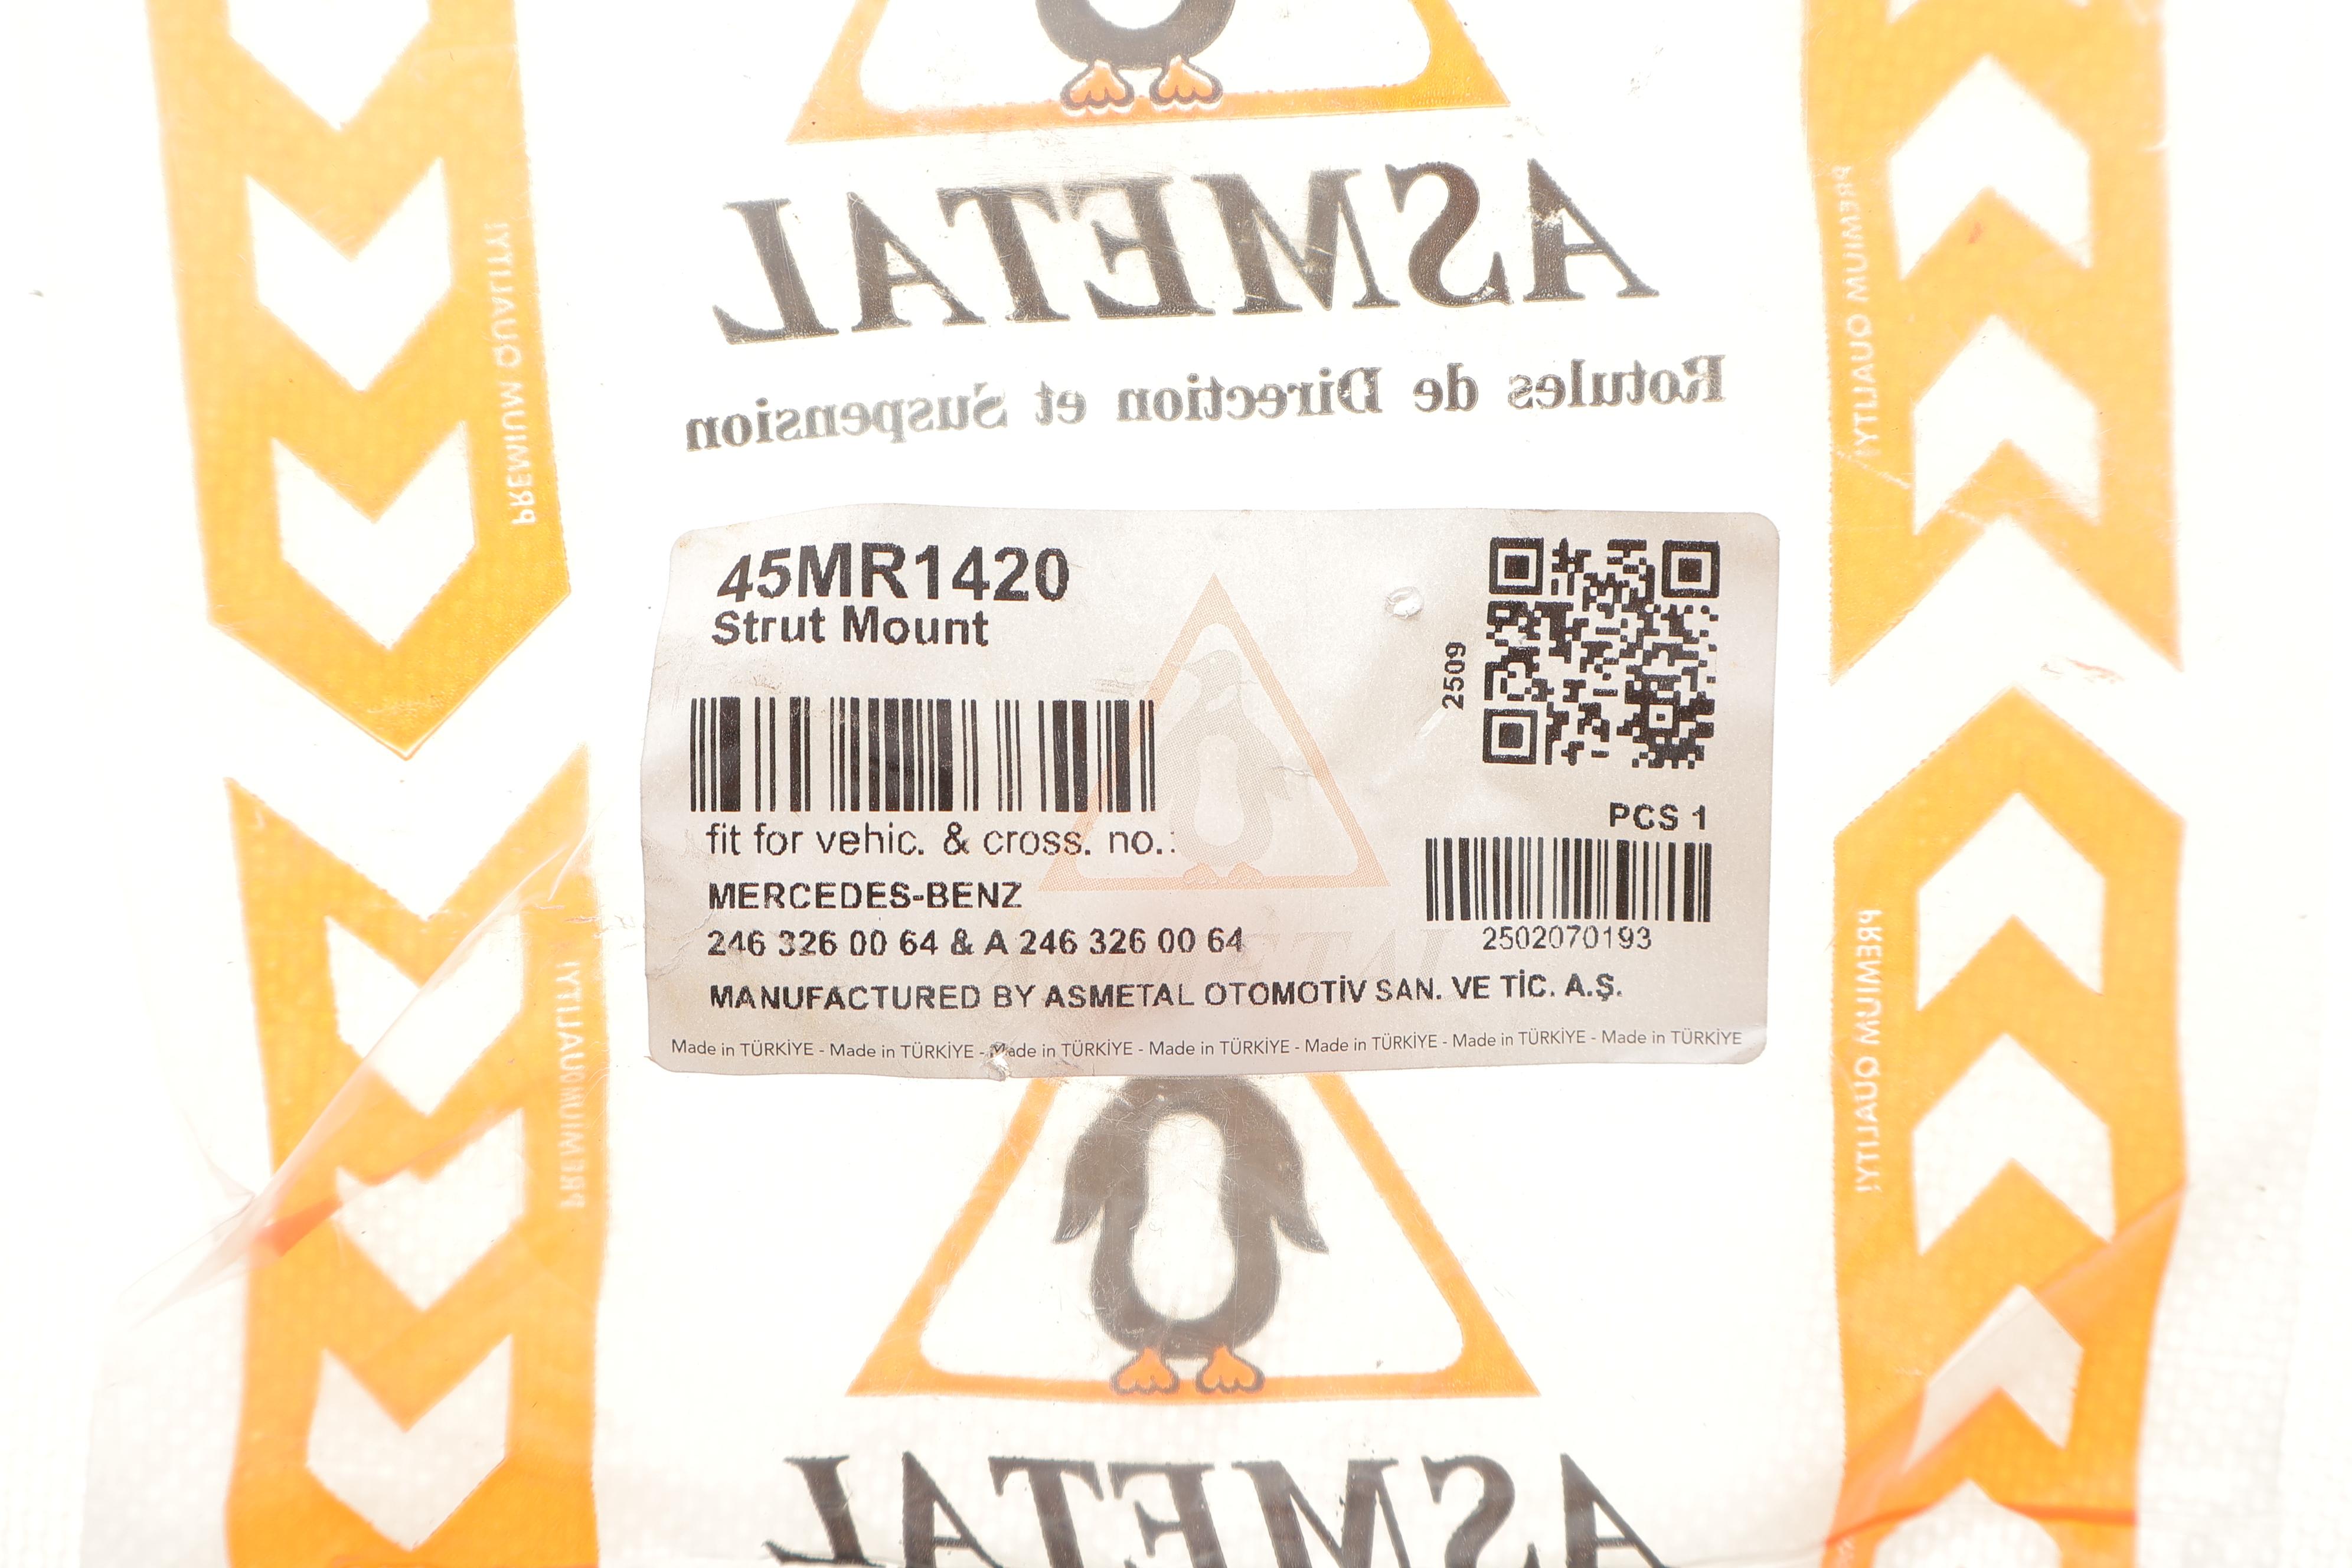 ASMETAL
Rotules de Direction et Suspension
PREMIUM QUALITY!
PREMIUM QUALITY!
45MR1420
Strut Mount
2509
fit for vehic. & cross. no.:
PCS 1
MERCEDES-BENZ
246 326 00 64 & A 246 326 00 64
2502070193
MANUFACTURED BY ASMETAL OTOMOTİV SAN. VE TİC. A.Ş.
Made in TÜRKİYE - Made in TÜRKİYE - Made in TÜRKİYE - Made in TÜRKİYE - Made in TÜRKİYE - Made in TÜRKİYE - Made in TÜRKİYE
ASMETAL
PREMIUM QUALITY!
PREMIUM QUALITY!
ASMETAL